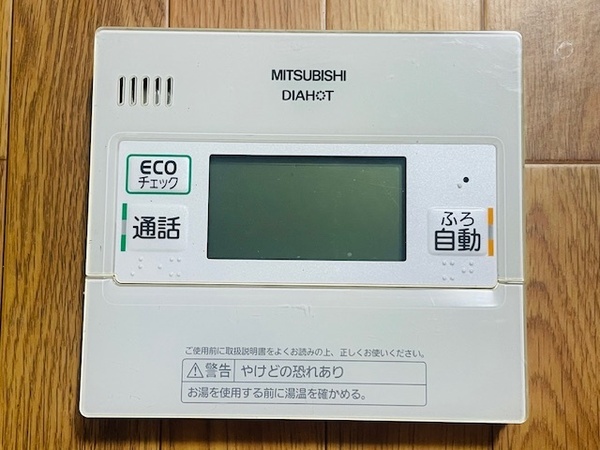 MITSUBISHI
DIAHOT
ECO
チェック
通話
ふろ
自動
ご使用前に取扱説明書をよくお読みの上、正しくお使いください。
警告 やけどの恐れあり
お湯を使用する前に湯温を確かめる。